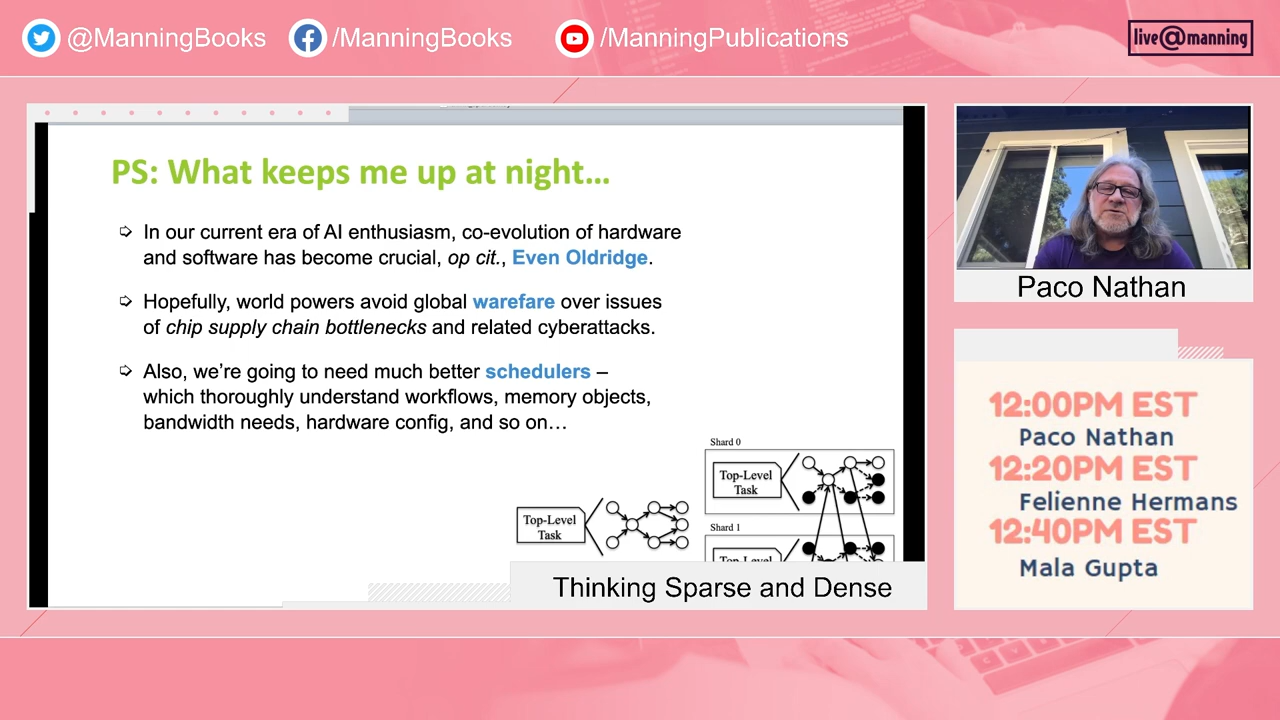 @ManningBooks
/ManningBooks
/ManningPublications
live@manning
PS: What keeps me up at night…
In our current era of AI enthusiasm, co-evolution of hardware
and software has become crucial, op cit., Even Oldridge.
Hopefully, world powers avoid global warefare over issues
of chip supply chain bottlenecks and related cyberattacks.
Also, we’re going to need much better schedulers –
which thoroughly understand workflows, memory objects,
bandwidth needs, hardware config, and so on…
Shard 0
Top-Level
Task
Top-Level
Task
Shard 1
Top-Level
Thinking Sparse and Dense
Paco Nathan
12:00PM EST
Paco Nathan
12:20PM EST
Felienne Hermans
12:40PM EST
Mala Gupta